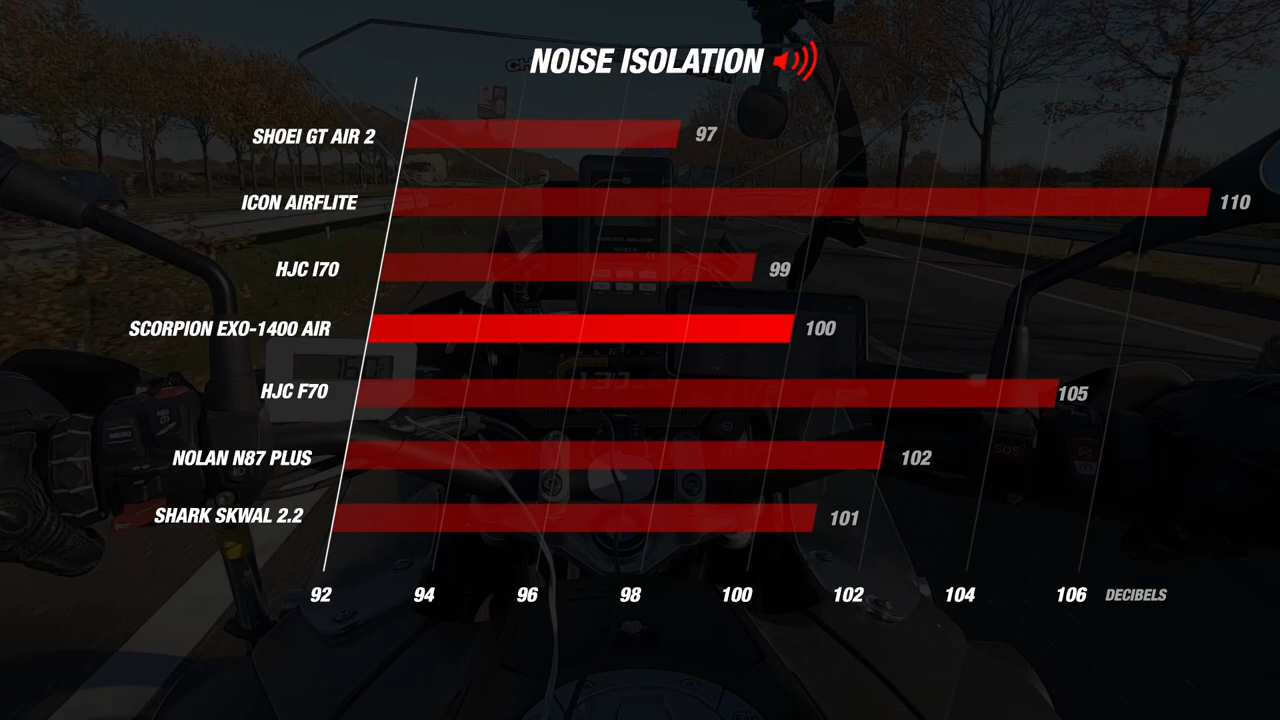 NOISE ISOLATION
SHOEI GT AIR 2 97
ICON AIRFLITE 110
HJC I70 99
SCORPION EXO-1400 AIR 100
HJC F70 105
NOLAN N87 PLUS 102
SHARK SKWAL 2.2 101
92 94 96 98 100 102 104 106 DECIBELS
SOS